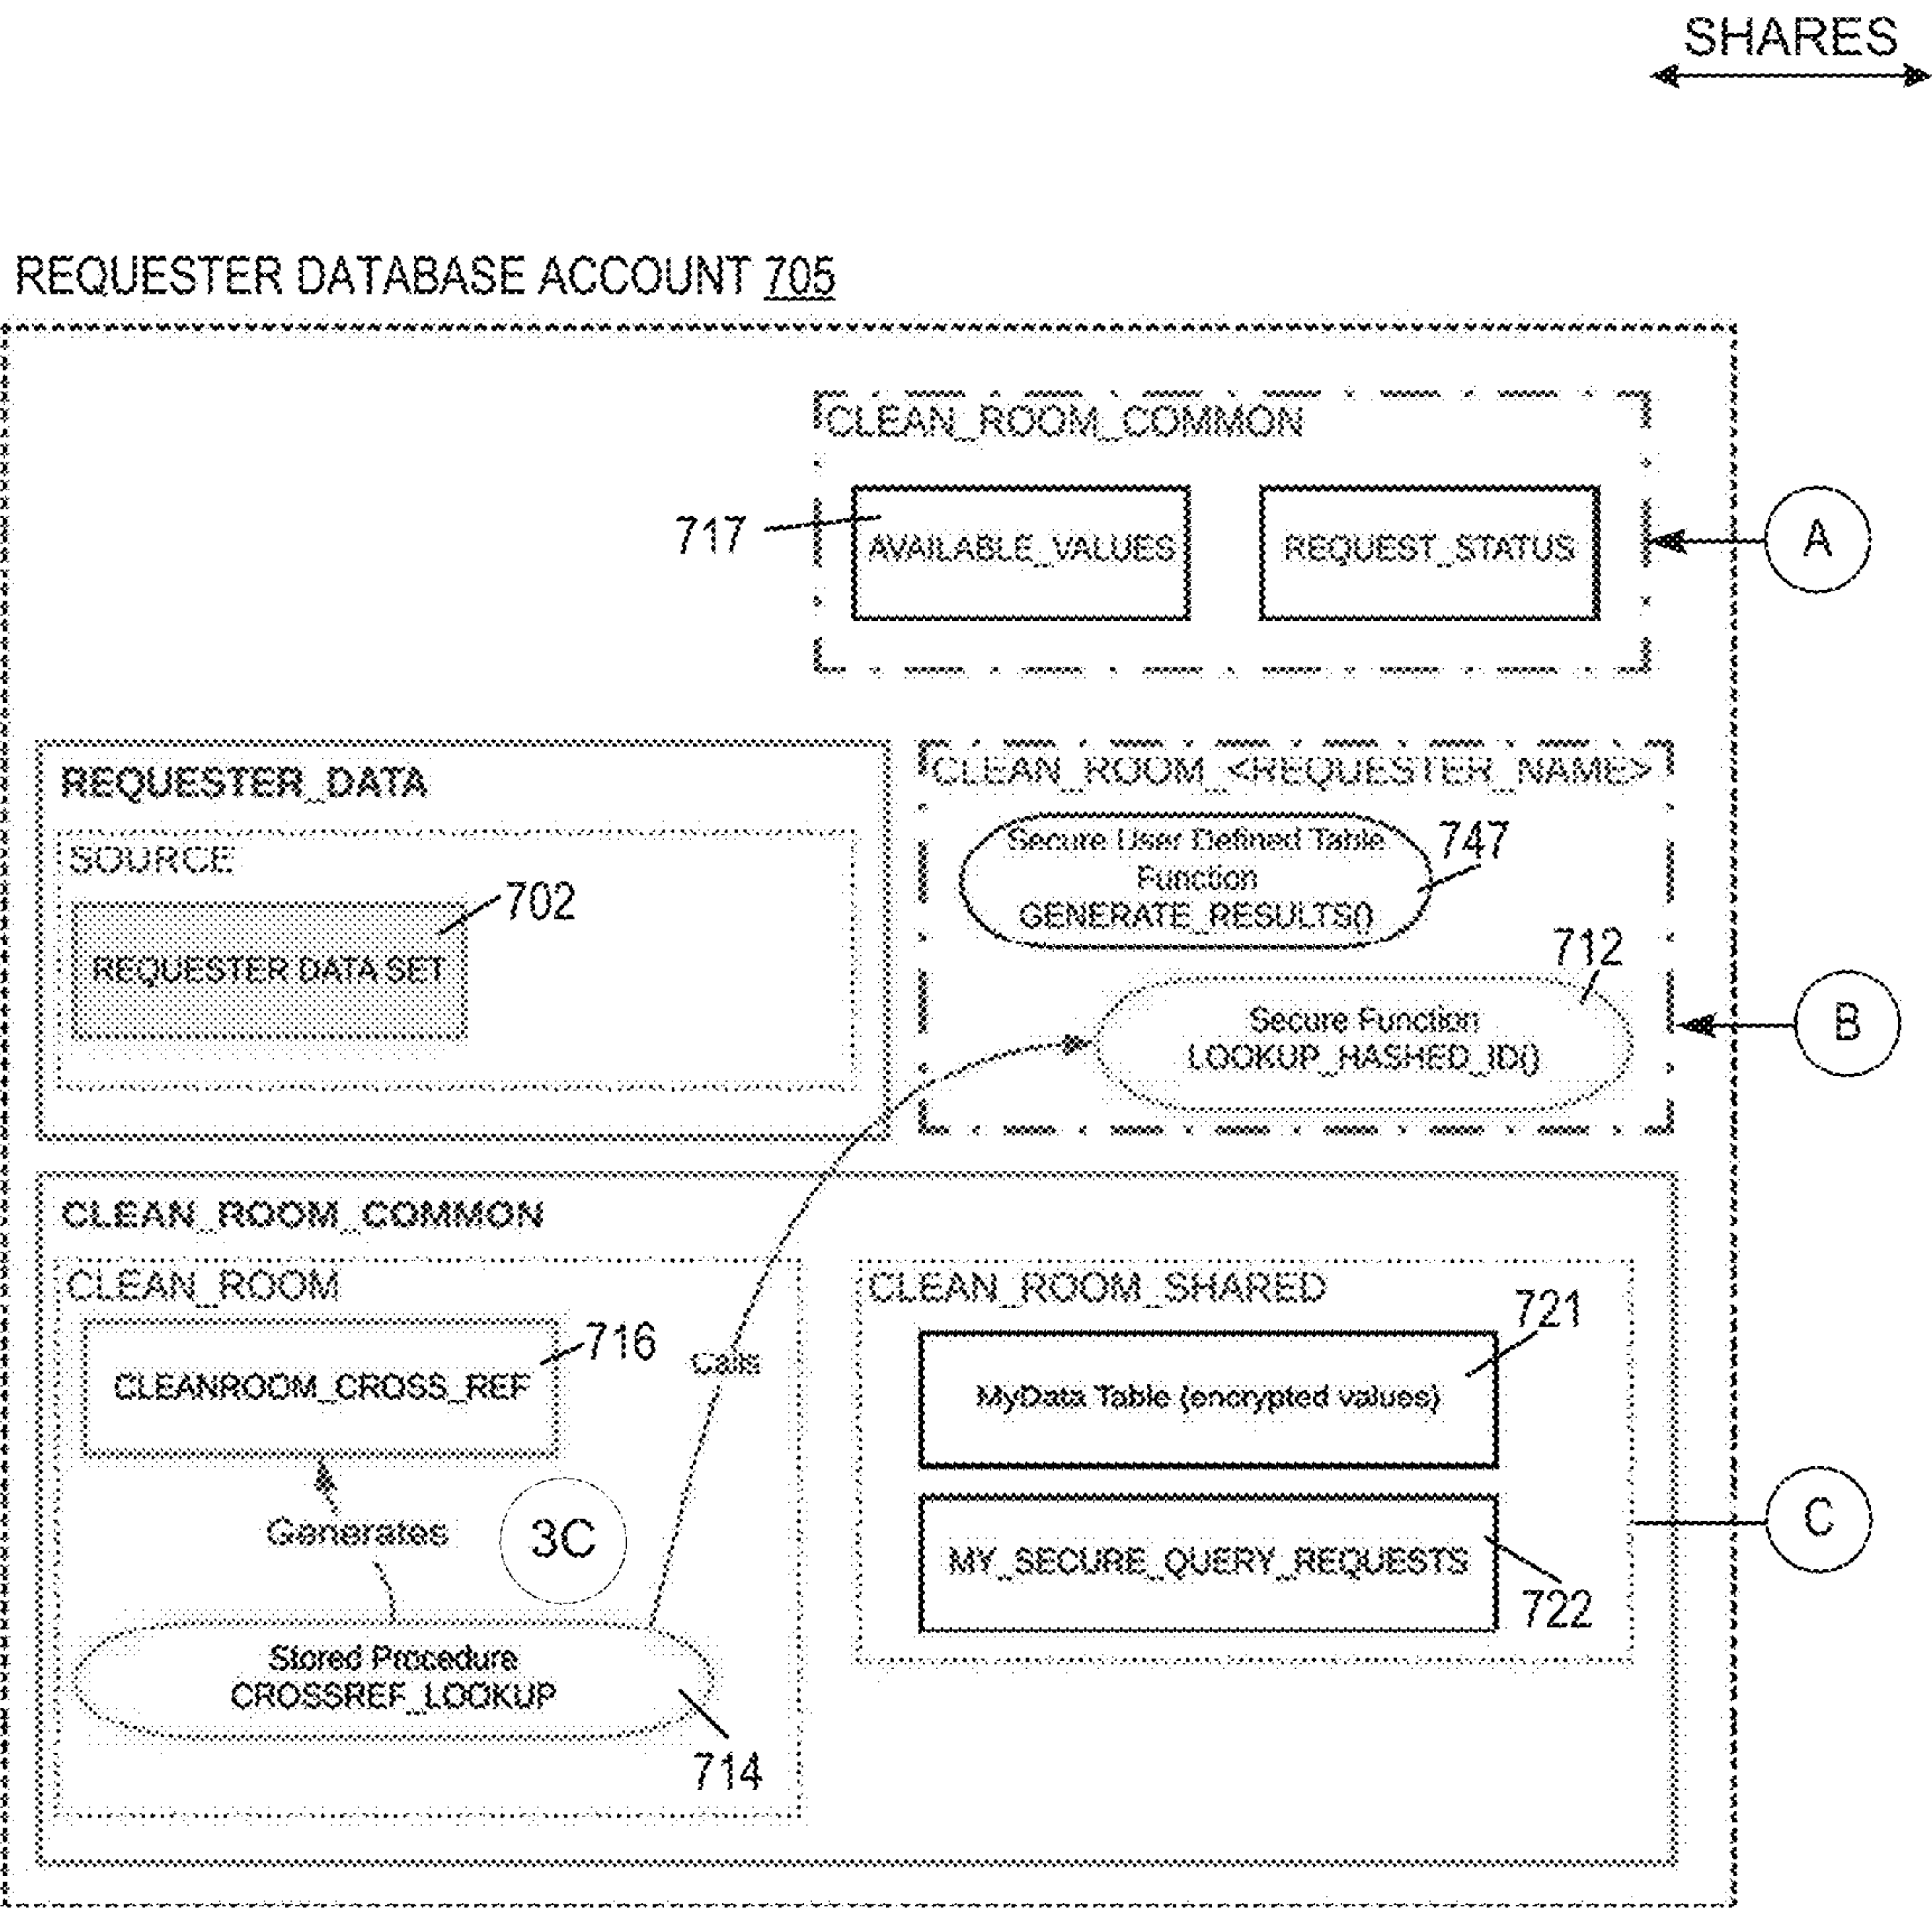 SHARES
REQUESTER DATABASE ACCOUNT 705
CLEAN_ROOM_COMMON
717
AVAILABLE_VALUES
REQUEST_STATUS
A
REQUESTER_DATA
SOURCE
702
REQUESTER DATA SET
CLEAN_ROOM_<REQUESTER_NAME>
Secure User Defined Table
Function
GENERATE_RESULTS()
747
712
Secure Function
LOOKUP_HASHED_ID()
B
CLEAN_ROOM_COMMON
CLEAN_ROOM
716
CLEANROOM_CROSS_REF
Calls
Generates
3C
Stored Procedure
CROSSREF_LOOKUP
714
CLEAN_ROOM_SHARED
721
MyData Table (encrypted values)
MY_SECURE_QUERY_REQUESTS
722
C